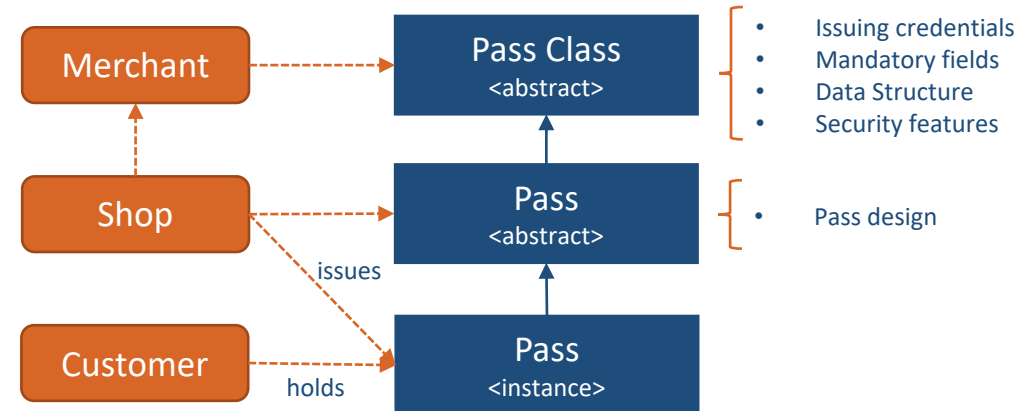 Merchant
Pass Class
<abstract>
• Issuing credentials
• Mandatory fields
• Data Structure
• Security features
Shop
Pass
<abstract>
• Pass design
issues
Customer
holds
Pass
<instance>